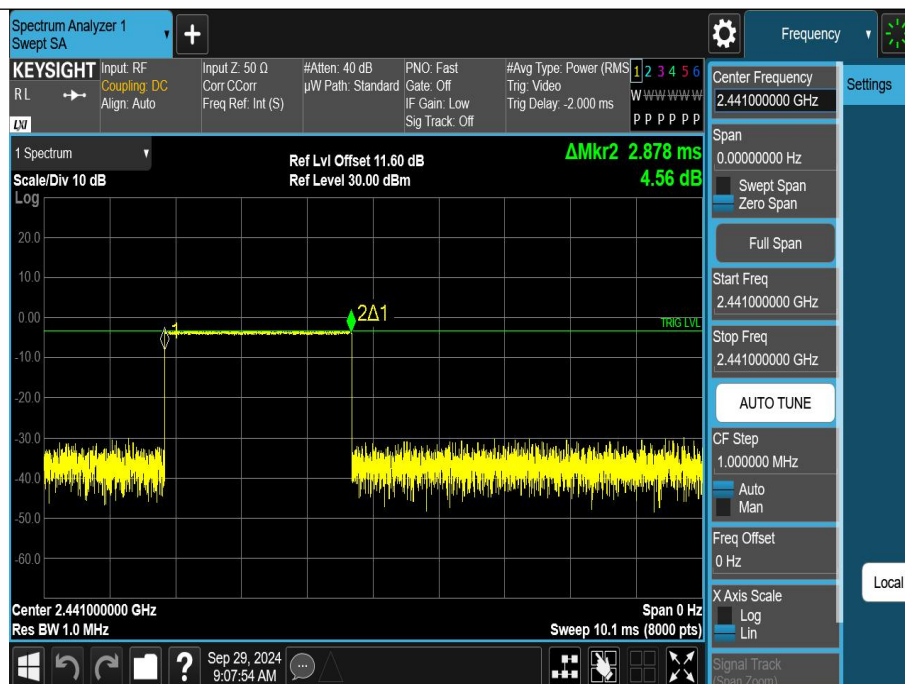 Spectrum Analyzer 1
Swept SA
+
Frequency
KEYSIGHT
RL
LXI
Input: RF
Coupling: DC
Align: Auto
Input Z: 50 Ω
Corr CCorr
Freq Ref: Int (S)
#Atten: 40 dB
µW Path: Standard
PNO: Fast
Gate: Off
IF Gain: Low
Sig Track: Off
#Avg Type: Power (RMS
Trig: Video
Trig Delay: -2.000 ms
1 2 3 4 5 6
W W W W W W
P P P P P P
1 Spectrum
Scale/Div 10 dB
Log
Ref Lvl Offset 11.60 dB
Ref Level 30.00 dBm
ΔMkr2 2.878 ms
4.56 dB
20.0
10.0
0.00
-10.0
-20.0
-30.0
-40.0
-50.0
-60.0
1
2Δ1
TRIG LVL
Center 2.441000000 GHz
Res BW 1.0 MHz
Span 0 Hz
Sweep 10.1 ms (8000 pts)
Sep 29, 2024
9:07:54 AM
?
Center Frequency
2.441000000 GHz
Span
0.00000000 Hz
Swept Span
Zero Span
Full Span
Start Freq
2.441000000 GHz
Stop Freq
2.441000000 GHz
AUTO TUNE
CF Step
1.000000 MHz
Auto
Man
Freq Offset
0 Hz
X Axis Scale
Log
Lin
Signal Track
(Span Zoom)
Settings
Local